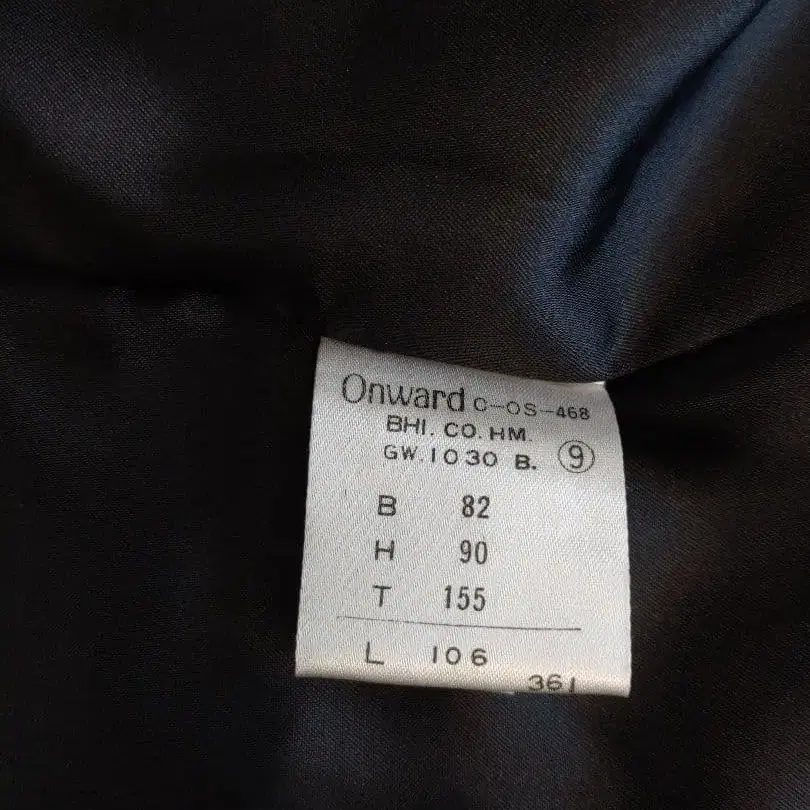 Onward C-OS-468
BHI. CO. HM.
GW. 1030 B. ⑨
B 82
H 90
T 155
L 106
361